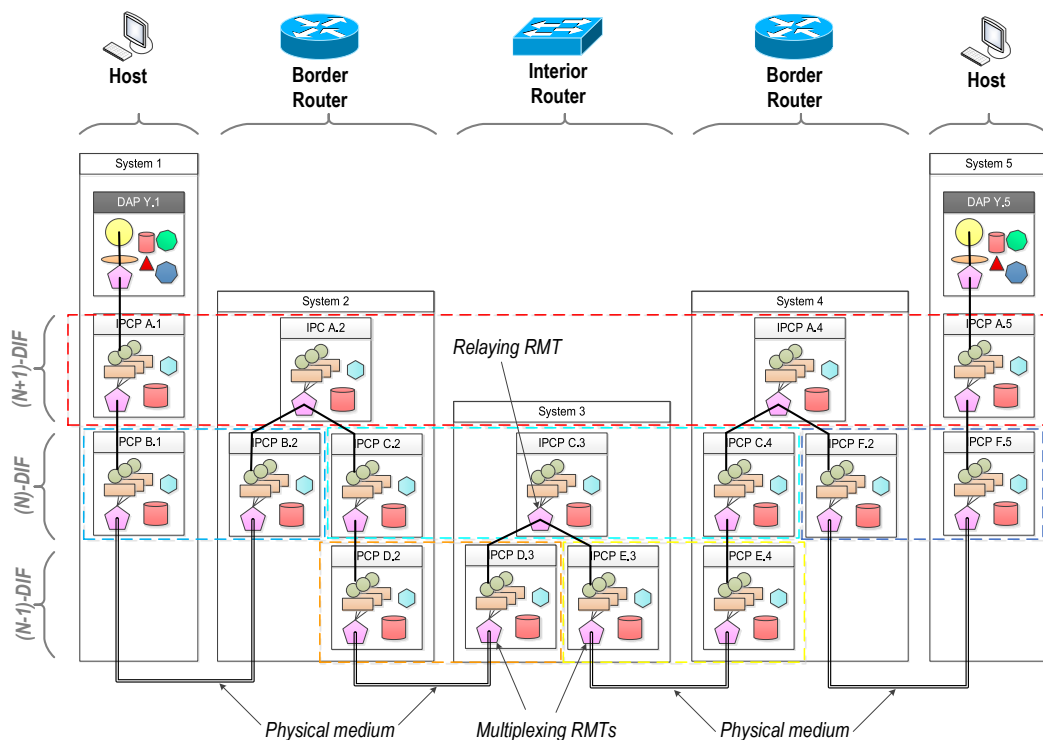 Host
Border
Router
Interior
Router
Border
Router
Host
System 1
System 5
DAP Y.1
DAP Y.5
System 2
System 4
(N+1)-DIF
IPCP A.1
IPC A.2
IPCP A.4
IPCP A.5
Relaying RMT
System 3
(N)-DIF
IPCP B.1
IPCP B.2
IPCP C.2
IPCP C.3
IPCP C.4
IPCP F.2
IPCP F.5
(N-1)-DIF
IPCP D.2
IPCP D.3
IPCP E.3
IPCP E.4
Physical medium
Multiplexing RMTs
Physical medium